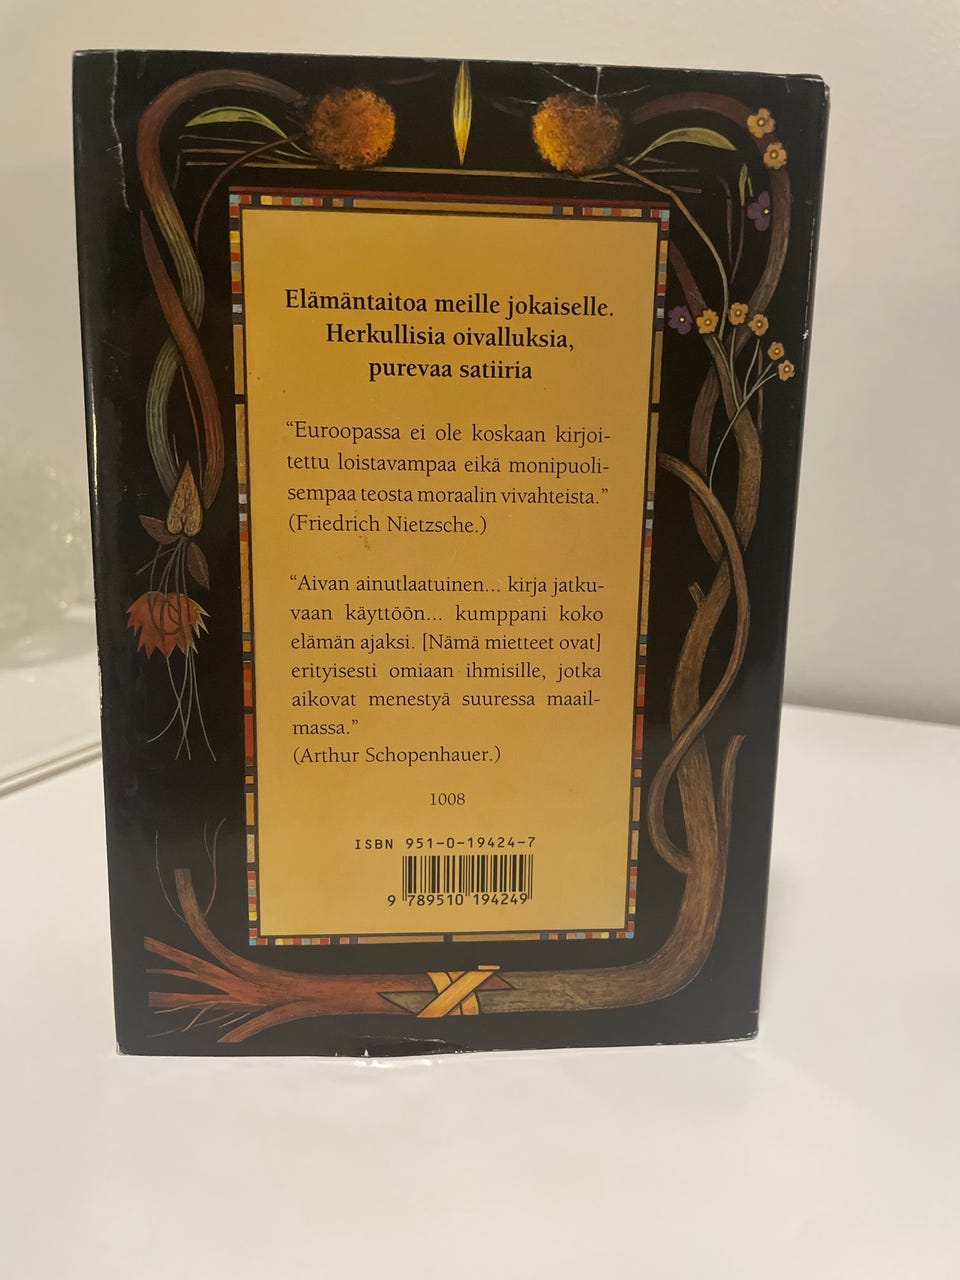 Elämäntaitoa meille jokaiselle.
Herkullisia oivalluksia,
purevaa satiiria
“Euroopassa ei ole koskaan kirjoi-
tettu loistavampaa eikä monipuoli-
sempaa teosta moraalin vivahteista.”
(Friedrich Nietzsche.)
“Aivan ainutlaatuinen... kirja jatku-
vaan käyttöön... kumppani koko
elämän ajaksi. [Nämä mietteet ovat]
erityisesti omiaan ihmisille, jotka
aikovat menestyä suuressa maail-
massa.”
(Arthur Schopenhauer.)
1008
ISBN 951-0-19424-7
9 789510 194249